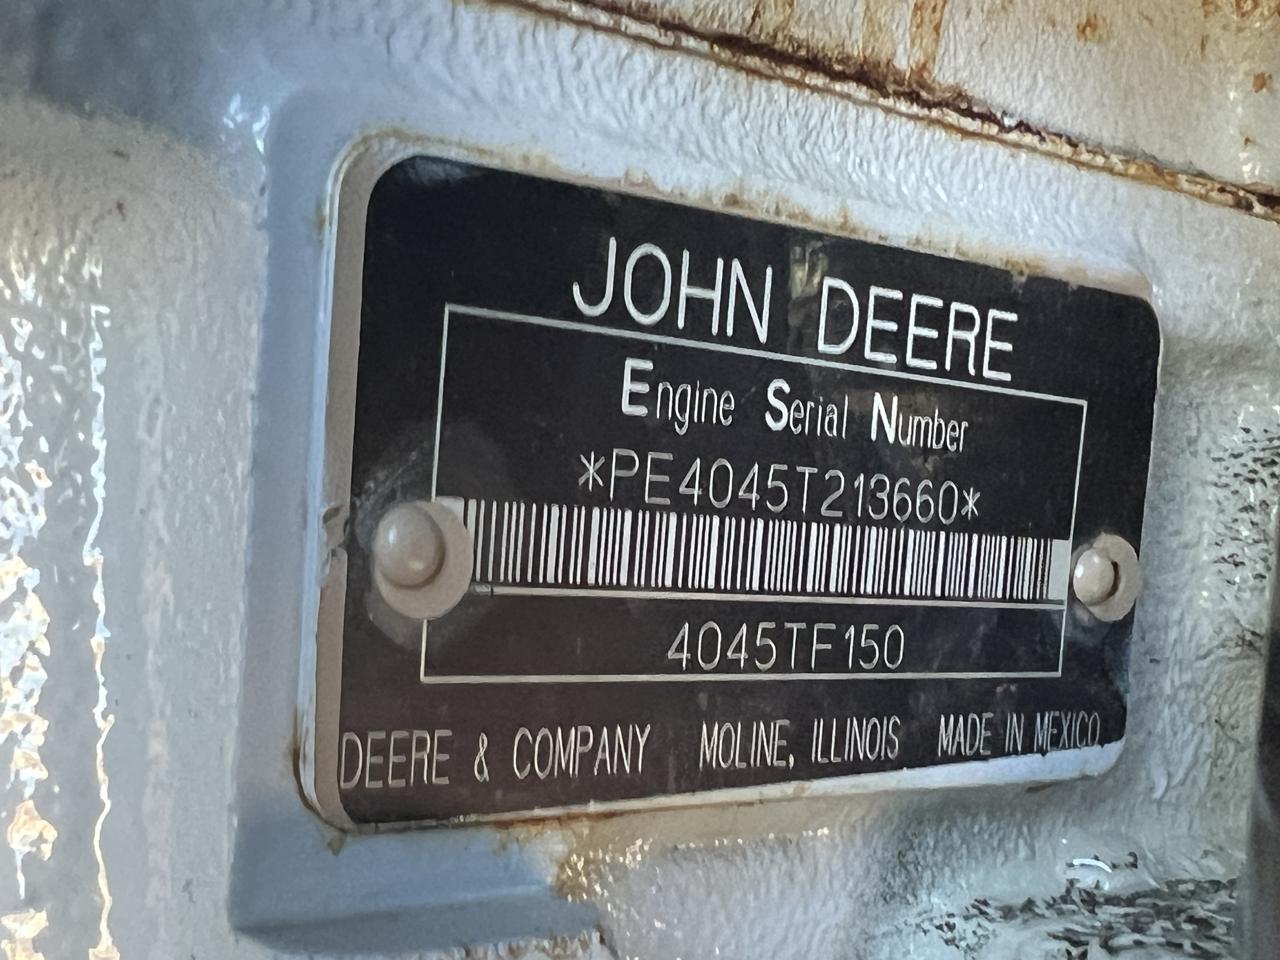 JOHN DEERE
Engine Serial Number
*PE4045T213660*
4045TF150
DEERE & COMPANY MOLINE, ILLINOIS MADE IN MEXICO